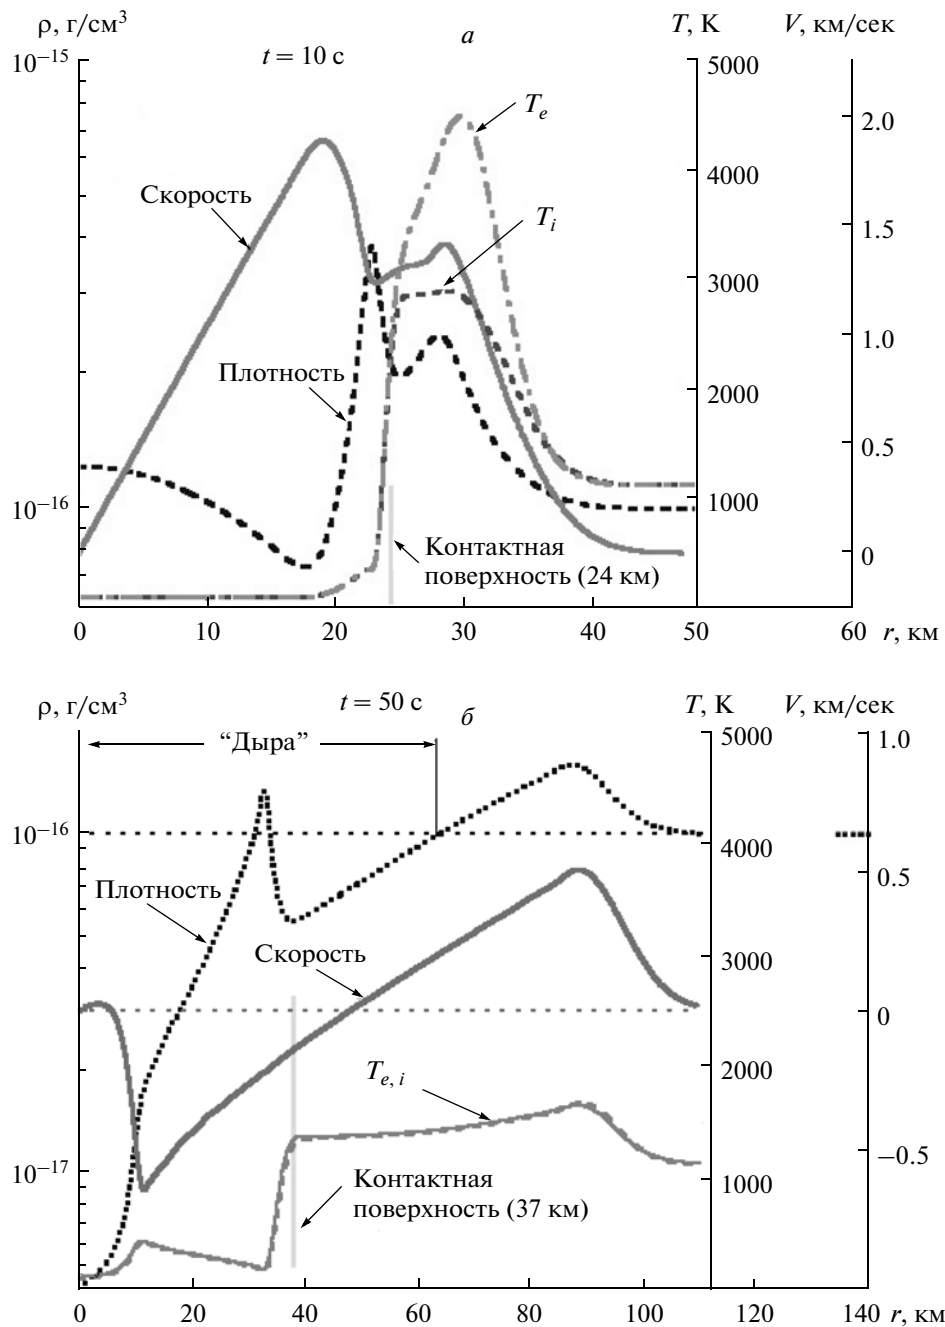 ρ, г/см³ t = 10 с а T, К V, км/сек
10⁻¹⁵ 5000
Tₑ 2.0
4000
Скорость
Tᵢ 1.5
3000
1.0
Плотность 2000
0.5
10⁻¹⁶ 1000
Контактная 0
поверхность (24 км)
0 10 20 30 40 50 60 r, км
ρ, г/см³ t = 50 с б T, К V, км/сек
“Дыра” 5000 1.0
10⁻¹⁶ 4000
Плотность 0.5
Скорость 3000
0
2000
Tₑ, ᵢ
10⁻¹⁷ −0.5
Контактная 1000
поверхность (37 км)
0 20 40 60 80 100 120 140 r, км